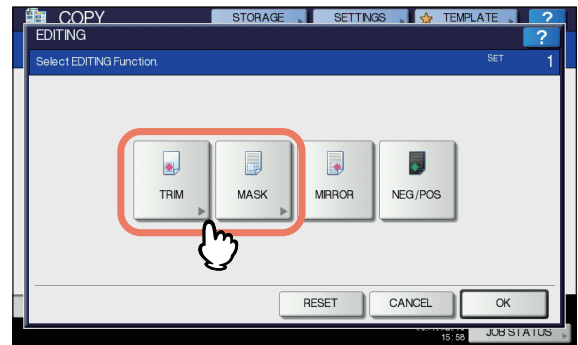 COPY STORAGE SETTINGS TEMPLATE ?
EDITING ?
Select EDITING Function. SET 1
TRIM MASK MIRROR NEG/POS
RESET CANCEL OK
15:58 JOB STATUS